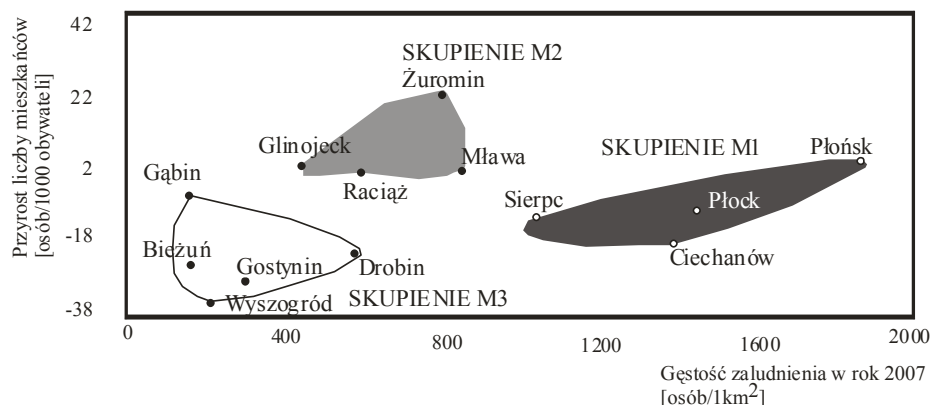 Przyrost liczby mieszkańców
[osób/1000 obywateli]
42
22
2
-18
-38
SKUPIENIE M2
Żuromin
Glinojeck
Raciąż
Mława
SKUPIENIE M1
Płońsk
Sierpc
Płock
Ciechanów
Gąbin
Bieżuń
Gostynin
Drobin
Wyszogród
SKUPIENIE M3
0
400
800
1200
1600
2000
Gęstość zaludnienia w rok 2007
[osób/1km²]